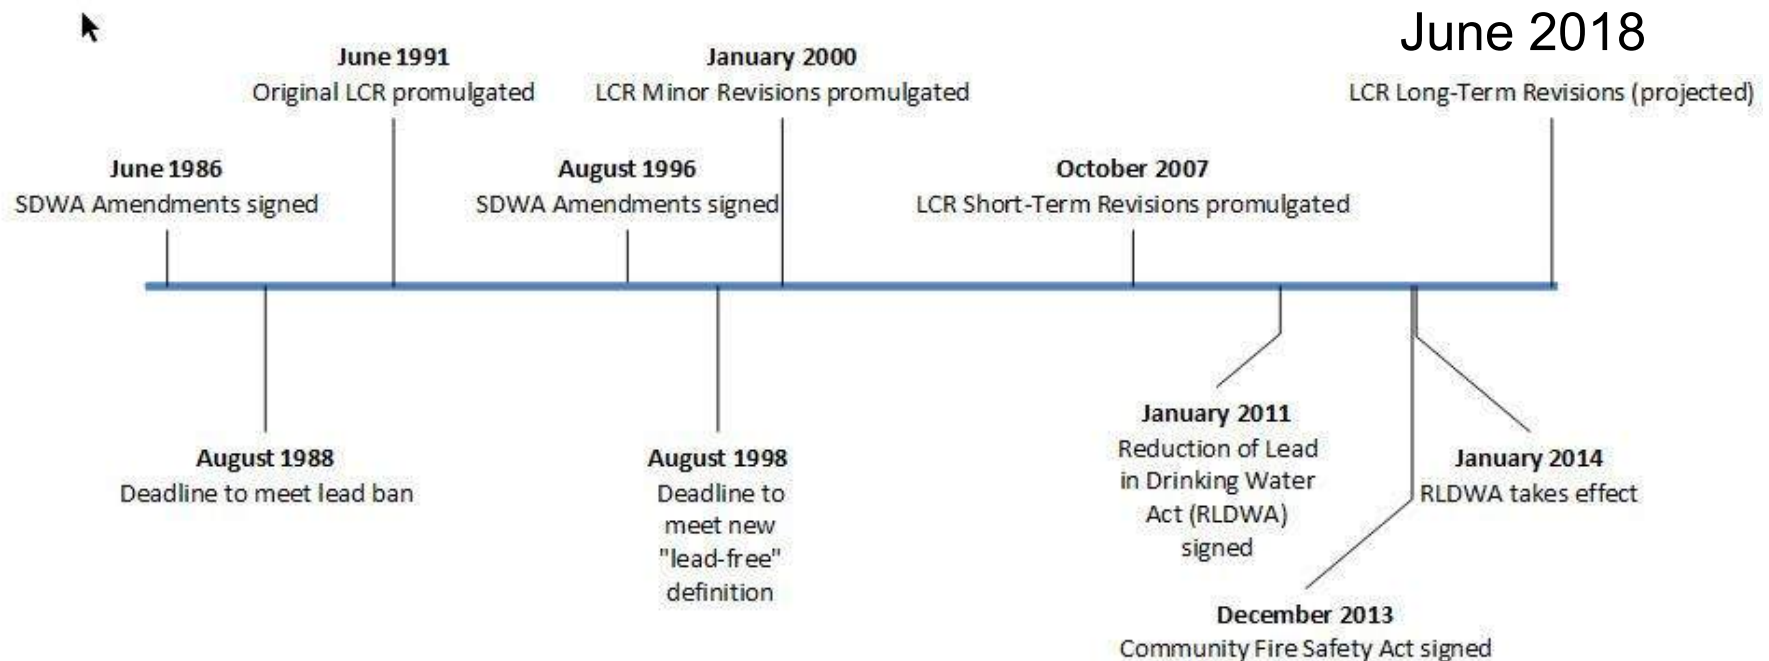 June 1986
SDWA Amendments signed
August 1988
Deadline to meet lead ban
June 1991
Original LCR promulgated
August 1996
SDWA Amendments signed
August 1998
Deadline to
meet new
"lead-free"
definition
January 2000
LCR Minor Revisions promulgated
October 2007
LCR Short-Term Revisions promulgated
January 2011
Reduction of Lead
in Drinking Water
Act (RLDWA)
signed
December 2013
Community Fire Safety Act signed
January 2014
RLDWA takes effect
June 2018
LCR Long-Term Revisions (projected)